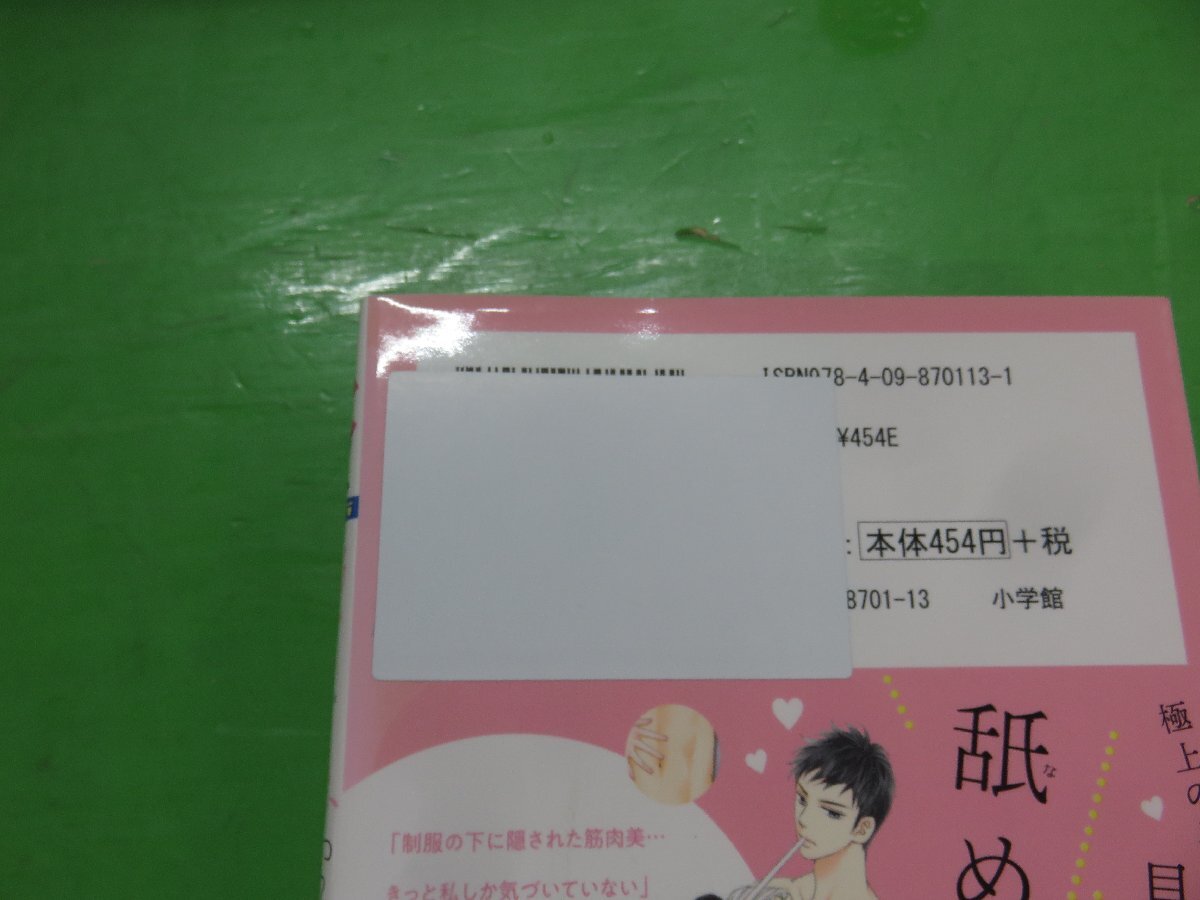 ISBN978-4-09-870113-1
¥454E
: 本体454円+税
8701-13 小学館
極上の
目
舐め
な
「制服の下に隠された筋肉美…
きっと私しか気づいていない」